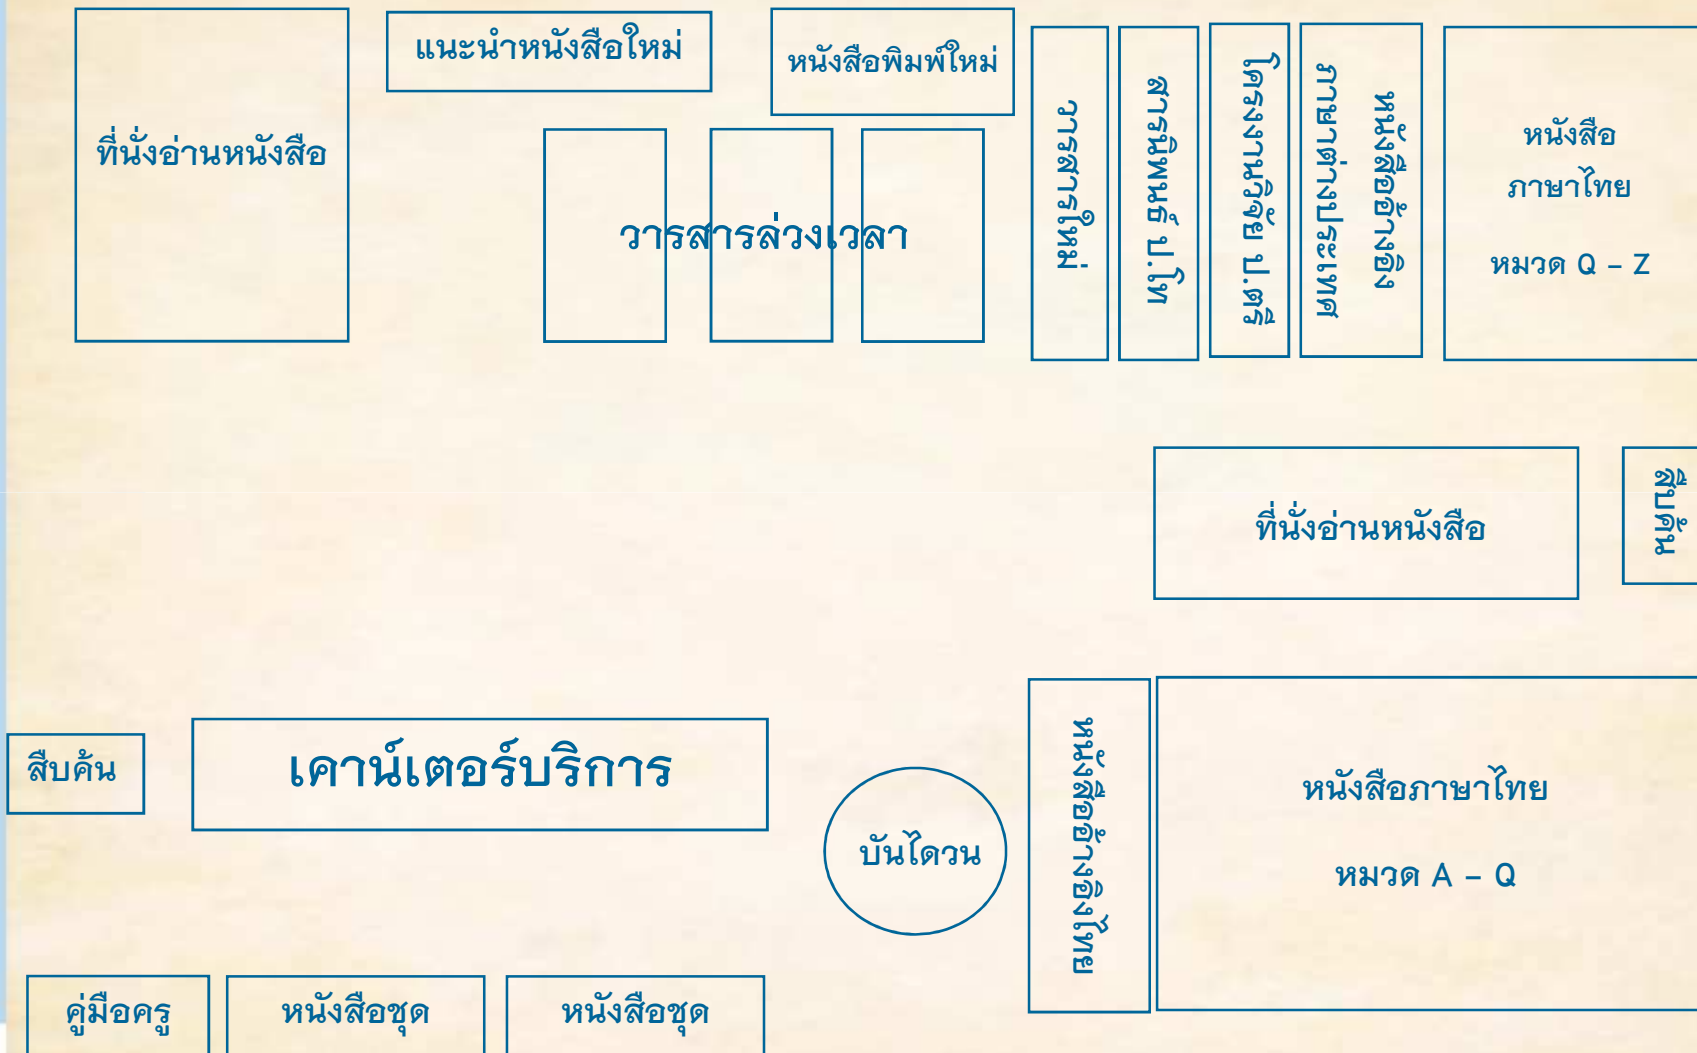 แนะนำหนังสือใหม่
หนังสือพิมพ์ใหม่
ที่นั่งอ่านหนังสือ
วารสารล่วงเวลา
วารสารใหม่
สารนิพนธ์ ป.โท
โครงงานวิจัย ป.ตรี
หนังสืออ้างอิง
ภาษาต่างประเทศ
หนังสือ
ภาษาไทย
หมวด Q – Z
ที่นั่งอ่านหนังสือ
สืบค้น
สืบค้น
เคาน์เตอร์บริการ
บันไดวน
หนังสืออ้างอิงไทย
หนังสือภาษาไทย
หมวด A – Q
คู่มือครู
หนังสือชุด
หนังสือชุด